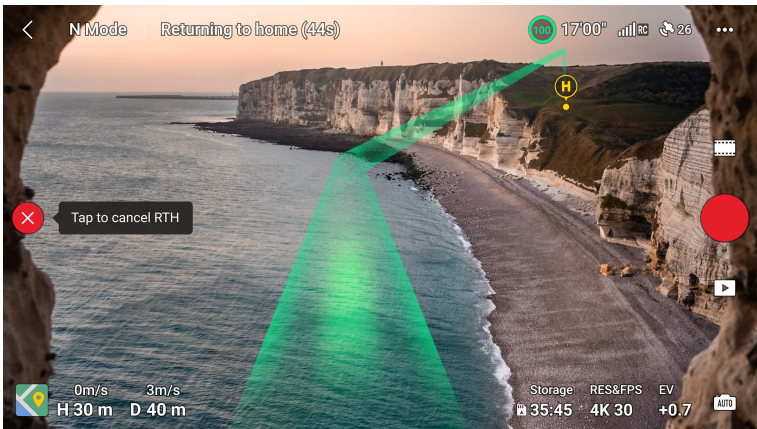 N Mode
Returning to home (44s)
100
17'00"
RC
26
H
Tap to cancel RTH
0m/s
3m/s
H 30 m
D 40 m
Storage
RES&FPS
EV
35:45
4K 30
+0.7
AUTO